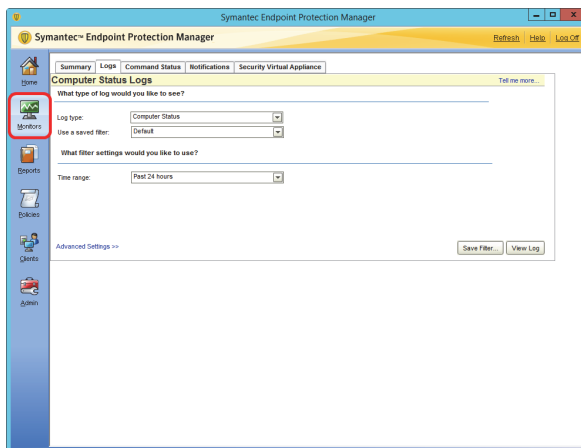 Symantec Endpoint Protection Manager
Symantec™ Endpoint Protection Manager
Refresh | Help | Log Off
Home
Monitors
Reports
Policies
Clients
Admin
Summary Logs Command Status Notifications Security Virtual Appliance
Computer Status Logs Tell me more...
What type of log would you like to see?
Log type: Computer Status
Use a saved filter: Default
What filter settings would you like to use?
Time range: Past 24 hours
Advanced Settings >> Save Filter... View Log